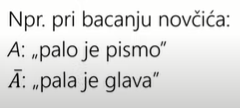 Npr. pri bacanju novčića:
A: „palo je pismo”
Ā: „pala je glava”